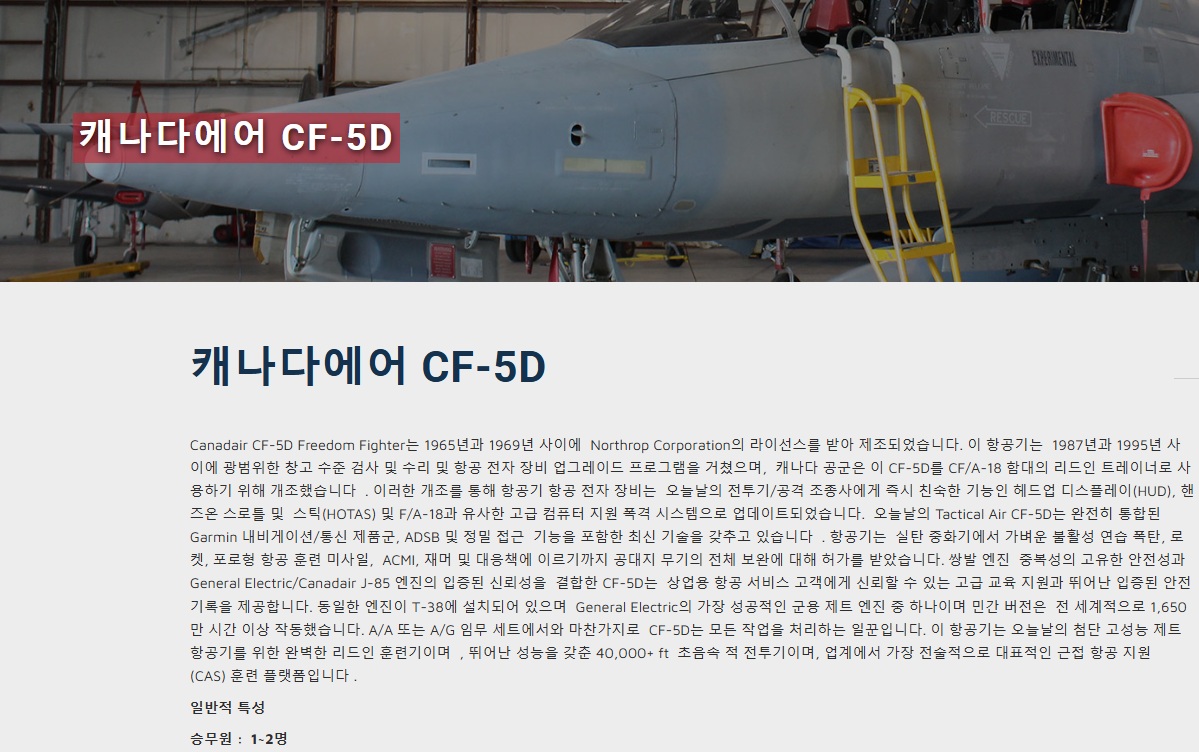 EXPERIMENTAL
RESCUE
캐나다에어 CF-5D
캐나다에어 CF-5D
Canadair CF-5D Freedom Fighter는 1965년과 1969년 사이에 Northrop Corporation의 라이선스를 받아 제조되었습니다. 이 항공기는 1987년과 1995년 사
이에 광범위한 창고 수준 검사 및 수리 및 항공 전자 장비 업그레이드 프로그램을 거쳤으며, 캐나다 공군은 이 CF-5D를 CF/A-18 함대의 리드인 트레이너로 사
용하기 위해 개조했습니다 . 이러한 개조를 통해 항공기 항공 전자 장비는 오늘날의 전투기/공격 조종사에게 즉시 친숙한 기능인 헤드업 디스플레이(HUD), 핸
즈온 스로틀 및 스틱(HOTAS) 및 F/A-18과 유사한 고급 컴퓨터 지원 폭격 시스템으로 업데이트되었습니다. 오늘날의 Tactical Air CF-5D는 완전히 통합된
Garmin 내비게이션/통신 제품군, ADSB 및 정밀 접근 기능을 포함한 최신 기술을 갖추고 있습니다 . 항공기는 실탄 중화기에서 가벼운 불활성 연습 폭탄, 로
켓, 포로형 항공 훈련 미사일, ACMI, 재머 및 대응책에 이르기까지 공대지 무기의 전체 보완에 대해 허가를 받았습니다. 쌍발 엔진 중복성의 고유한 안전성과
General Electric/Canadair J-85 엔진의 입증된 신뢰성을 결합한 CF-5D는 상업용 항공 서비스 고객에게 신뢰할 수 있는 고급 교육 지원과 뛰어난 입증된 안전
기록을 제공합니다. 동일한 엔진이 T-38에 설치되어 있으며 General Electric의 가장 성공적인 군용 제트 엔진 중 하나이며 민간 버전은 전 세계적으로 1,650
만 시간 이상 작동했습니다. A/A 또는 A/G 임무 세트에서와 마찬가지로 CF-5D는 모든 작업을 처리하는 일꾼입니다. 이 항공기는 오늘날의 첨단 고성능 제트
항공기를 위한 완벽한 리드인 훈련기이며 , 뛰어난 성능을 갖춘 40,000+ ft 초음속 적 전투기이며, 업계에서 가장 전술적으로 대표적인 근접 항공 지원
(CAS) 훈련 플랫폼입니다 .
일반적 특성
승무원 : 1~2명